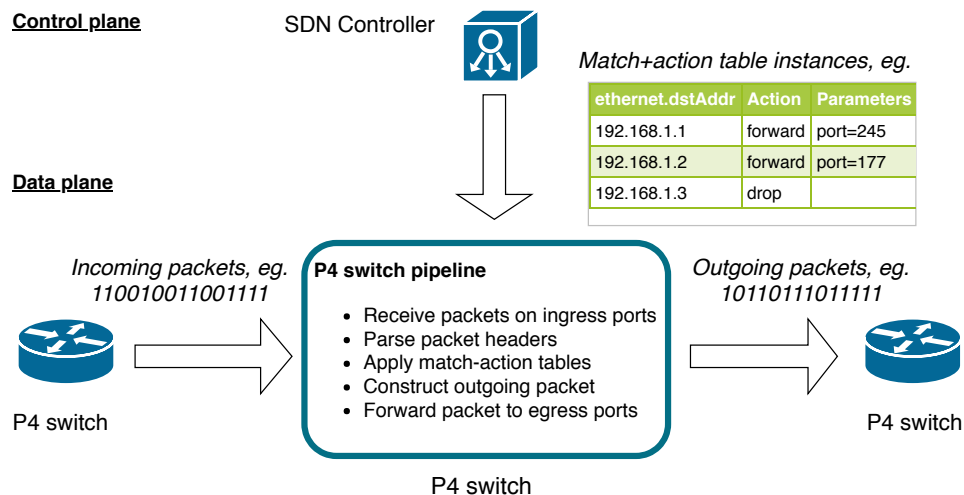 Control plane
SDN Controller
Match+action table instances, eg.
ethernet.dstAddr Action Parameters
192.168.1.1 forward port=245
192.168.1.2 forward port=177
192.168.1.3 drop
Data plane
Incoming packets, eg.
110010011001111
P4 switch
P4 switch pipeline
• Receive packets on ingress ports
• Parse packet headers
• Apply match-action tables
• Construct outgoing packet
• Forward packet to egress ports
P4 switch
Outgoing packets, eg.
10110111011111
P4 switch